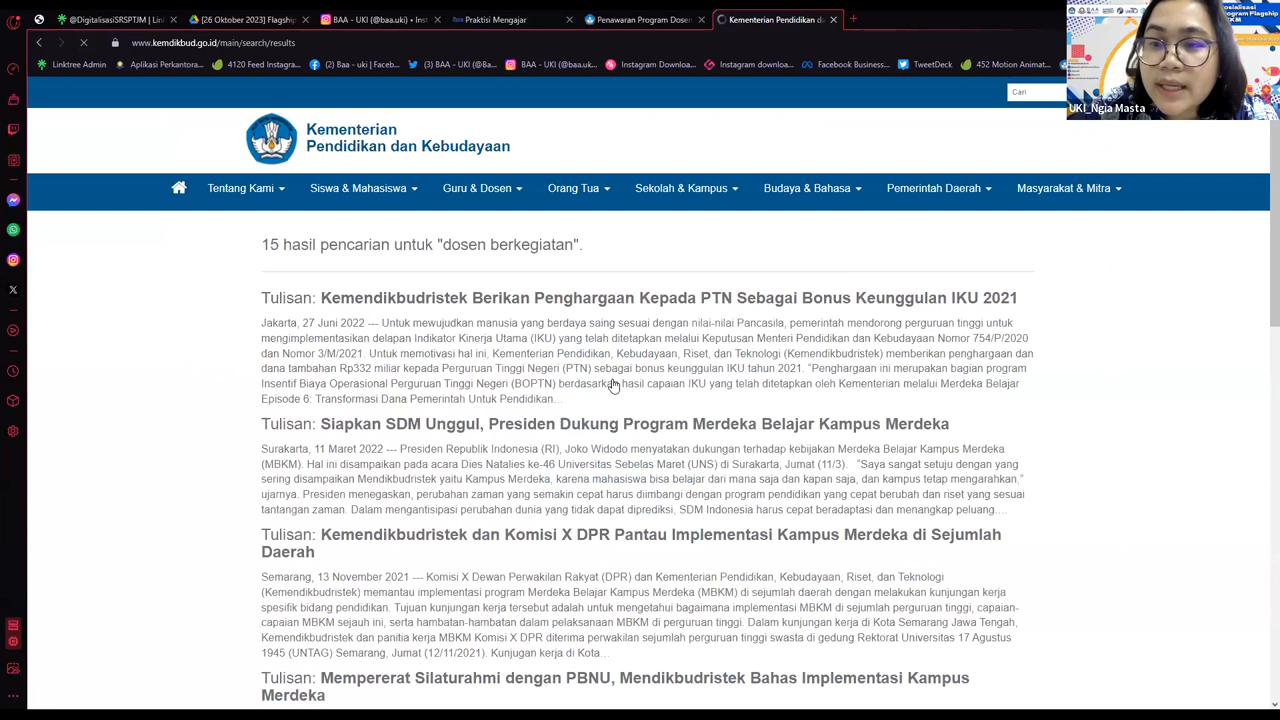 @DigitalisasiSRSPTJM | Lin
[26 Oktober 2023] Flagship
BAA - UKI (@baa.uki) • Inst
Praktisi Mengajar
Penawaran Program Dosen
Kementerian Pendidikan da
www.kemdikbud.go.id/main/search/results
Linktree Admin
Aplikasi Perkantora...
4120 Feed Instagra...
(2) Baa - uki | Faceb...
(3) BAA - UKI (@Baa...
BAA - UKI (@baa.uk...
Instagram Downloa...
Instagram downloa...
Facebook Business...
TweetDeck
452 Motion Animat...
UKI_Ngia Masta
Cari
Kementerian
Pendidikan dan Kebudayaan
Tentang Kami
Siswa & Mahasiswa
Guru & Dosen
Orang Tua
Sekolah & Kampus
Budaya & Bahasa
Pemerintah Daerah
Masyarakat & Mitra
15 hasil pencarian untuk "dosen berkegiatan".
Tulisan: Kemendikbudristek Berikan Penghargaan Kepada PTN Sebagai Bonus Keunggulan IKU 2021
Jakarta, 27 Juni 2022 --- Untuk mewujudkan manusia yang berdaya saing sesuai dengan nilai-nilai Pancasila, pemerintah mendorong perguruan tinggi untuk
mengimplementasikan delapan Indikator Kinerja Utama (IKU) yang telah ditetapkan melalui Keputusan Menteri Pendidikan dan Kebudayaan Nomor 754/P/2020
dan Nomor 3/M/2021. Untuk memotivasi hal ini, Kementerian Pendidikan, Kebudayaan, Riset, dan Teknologi (Kemendikbudristek) memberikan penghargaan dan
dana tambahan Rp332 miliar kepada Perguruan Tinggi Negeri (PTN) sebagai bonus keunggulan IKU tahun 2021. “Penghargaan ini merupakan bagian program
Insentif Biaya Operasional Perguruan Tinggi Negeri (BOPTN) berdasarkan hasil capaian IKU yang telah ditetapkan oleh Kementerian melalui Merdeka Belajar
Episode 6: Transformasi Dana Pemerintah Untuk Pendidikan...
Tulisan: Siapkan SDM Unggul, Presiden Dukung Program Merdeka Belajar Kampus Merdeka
Surakarta, 11 Maret 2022 --- Presiden Republik Indonesia (RI), Joko Widodo menyatakan dukungan terhadap kebijakan Merdeka Belajar Kampus Merdeka
(MBKM). Hal ini disampaikan pada acara Dies Natalies ke-46 Universitas Sebelas Maret (UNS) di Surakarta, Jumat (11/3). “Saya sangat setuju dengan yang
sering disampaikan Mendikbudristek yaitu Kampus Merdeka, karena mahasiswa bisa belajar dari mana saja dan kapan saja, dan kampus tetap mengarahkan,”
ujarnya. Presiden menegaskan, perubahan zaman yang semakin cepat harus diimbangi dengan program pendidikan yang cepat berubah dan riset yang sesuai
tantangan zaman. Dalam mengantisipasi perubahan dunia yang tidak dapat diprediksi, SDM Indonesia harus cepat beradaptasi dan menangkap peluang....
Tulisan: Kemendikbudristek dan Komisi X DPR Pantau Implementasi Kampus Merdeka di Sejumlah
Daerah
Semarang, 13 November 2021 --- Komisi X Dewan Perwakilan Rakyat (DPR) dan Kementerian Pendidikan, Kebudayaan, Riset, dan Teknologi
(Kemendikbudristek) memantau implementasi program Merdeka Belajar Kampus Merdeka (MBKM) di sejumlah daerah dengan melakukan kunjungan kerja
spesifik bidang pendidikan. Tujuan kunjungan kerja tersebut adalah untuk mengetahui bagaimana implementasi MBKM di sejumlah perguruan tinggi, capaian-
capaian MBKM sejauh ini, serta hambatan-hambatan dalam pelaksanaan MBKM di perguruan tinggi. Dalam kunjungan kerja di Kota Semarang Jawa Tengah,
Kemendikbudristek dan panitia kerja MBKM Komisi X DPR diterima perwakilan sejumlah perguruan tinggi swasta di gedung Rektorat Universitas 17 Agustus
1945 (UNTAG) Semarang, Jumat (12/11/2021). Kunjugan kerja di Kota...
Tulisan: Mempererat Silaturahmi dengan PBNU, Mendikbudristek Bahas Implementasi Kampus
Merdeka